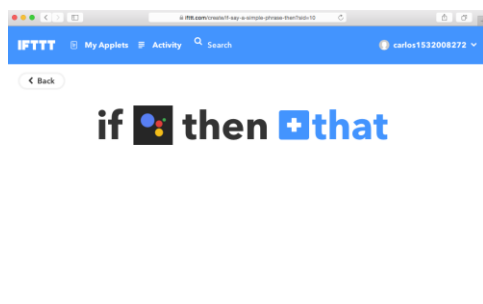 ifttt.com/create/if-say-a-simple-phrase-then?sid=10
IFTTT My Applets Activity Search carlos1532008272
Back
if then that